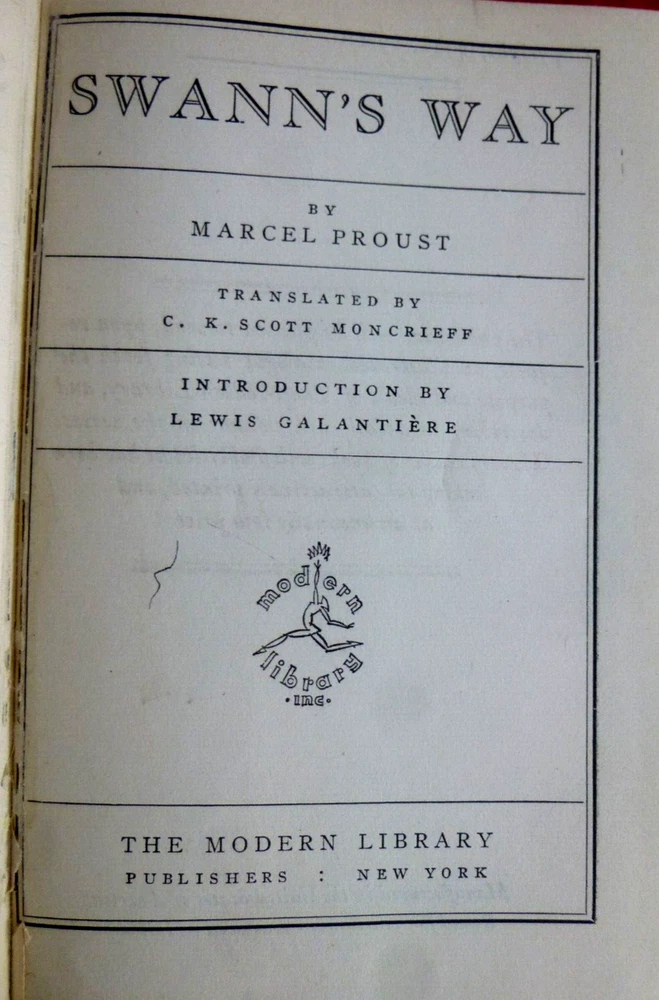 SWANN'S WAY
BY
MARCEL PROUST
TRANSLATED BY
C. K. SCOTT MONCRIEFF
INTRODUCTION BY
LEWIS GALANTIÈRE
modern
library
·INC·
THE MODERN LIBRARY
PUBLISHERS : NEW YORK